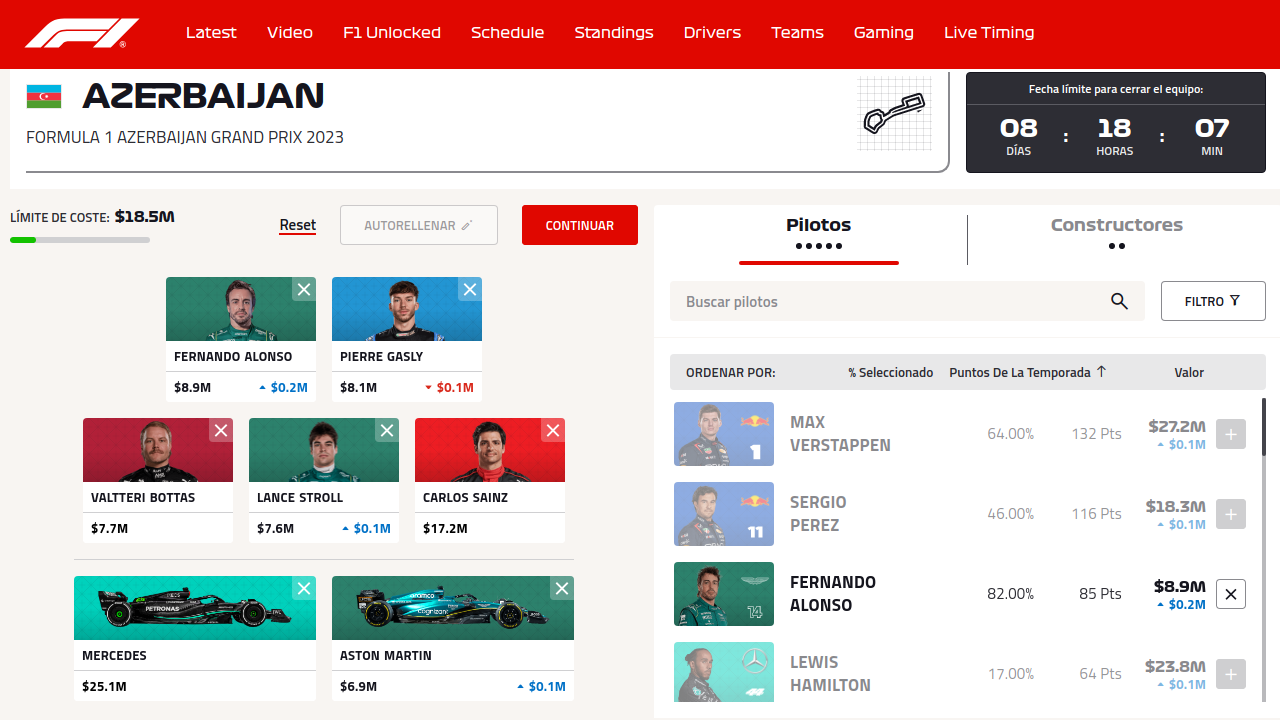 Latest Video F1 Unlocked Schedule Standings Drivers Teams Gaming Live Timing
AZERBAIJAN
FORMULA 1 AZERBAIJAN GRAND PRIX 2023
Fecha límite para cerrar el equipo:
08 : 18 : 07
DÍAS HORAS MIN
LÍMITE DE COSTE: $18.5M
Reset
AUTORELLENAR
CONTINUAR
FERNANDO ALONSO
$8.9M $0.2M
PIERRE GASLY
$8.1M $0.1M
VALTTERI BOTTAS
$7.7M
LANCE STROLL
$7.6M $0.1M
CARLOS SAINZ
$17.2M
PETRONAS
MERCEDES
$25.1M
aramco
cognizant
ASTON MARTIN
$6.9M $0.1M
Pilotos
Constructores
Buscar pilotos
FILTRO
ORDENAR POR: % Seleccionado Puntos De La Temporada Valor
1
MAX
VERSTAPPEN
64.00% 132 Pts $27.2M
$0.1M
11
SERGIO
PEREZ
46.00% 116 Pts $18.3M
$0.1M
14
FERNANDO
ALONSO
82.00% 85 Pts $8.9M
$0.2M
LEWIS
HAMILTON
17.00% 64 Pts $23.8M
$0.1M